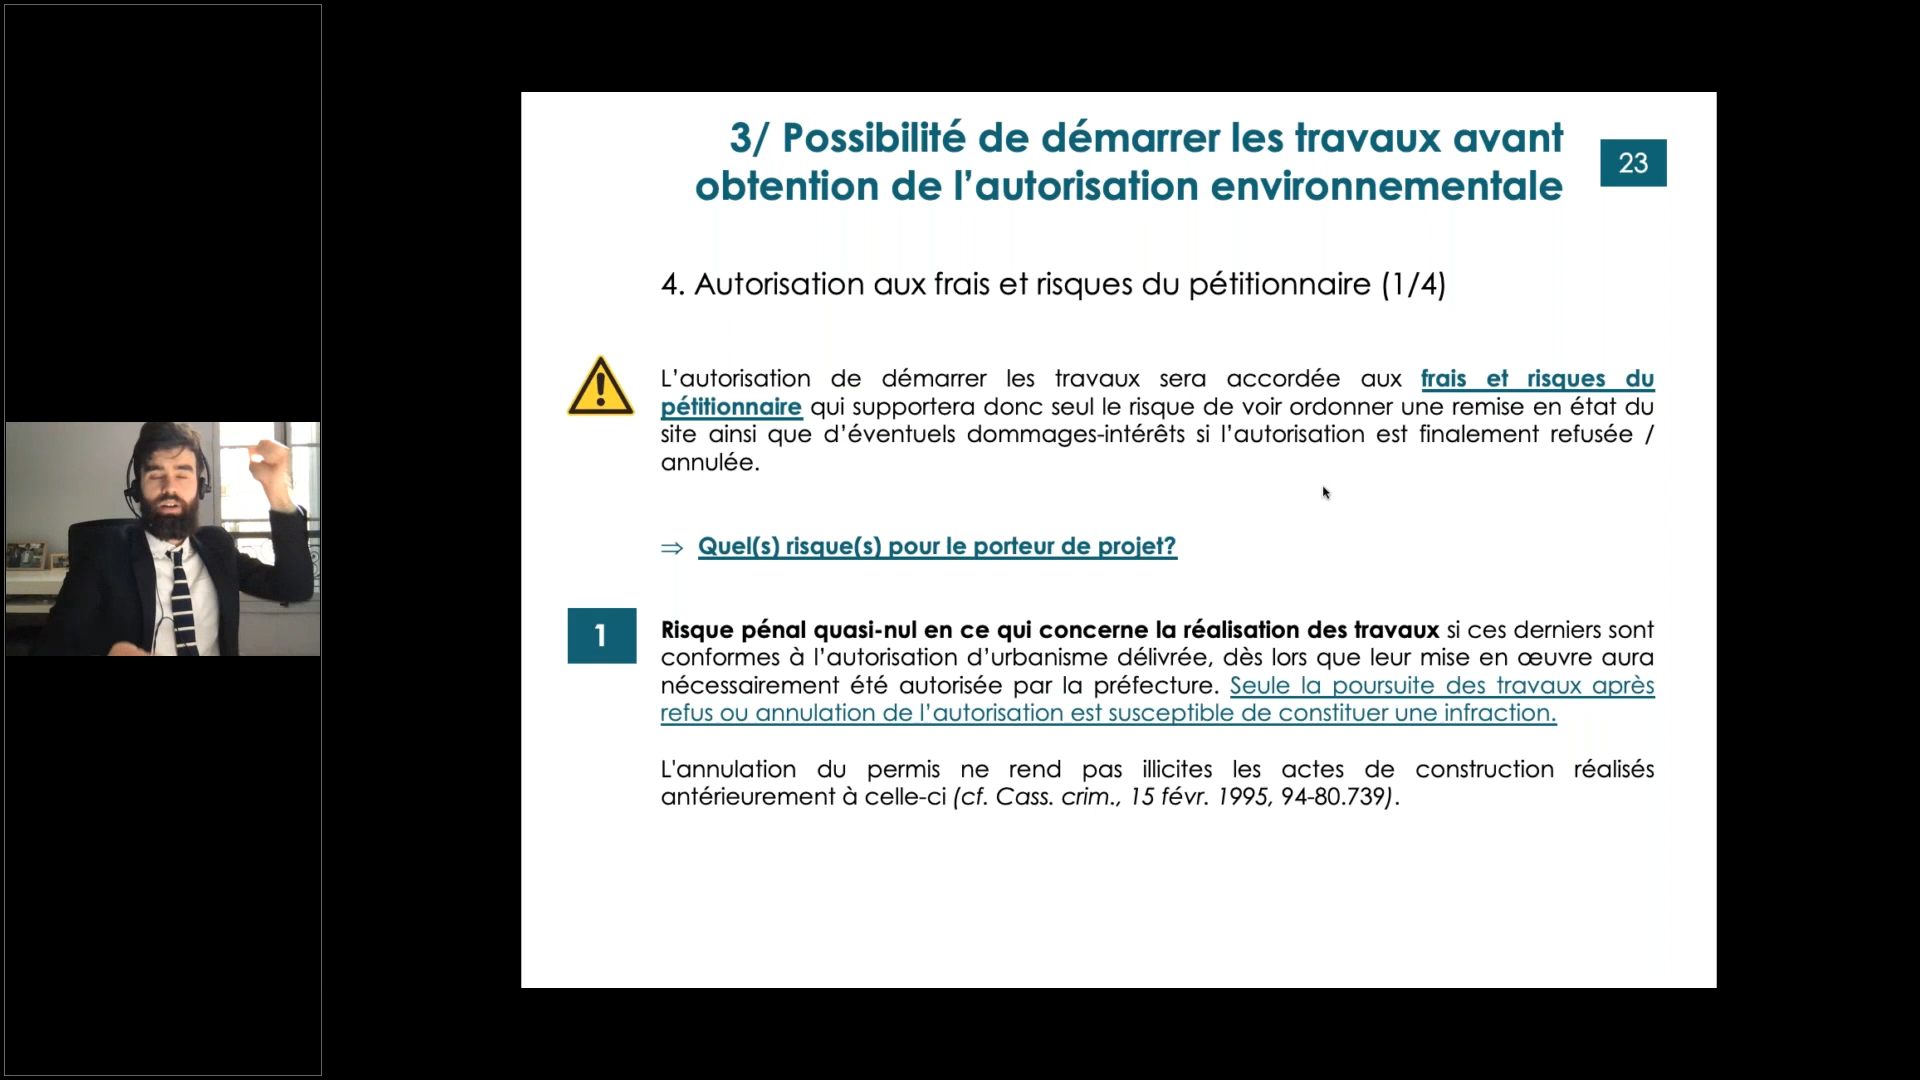 3/ Possibilité de démarrer les travaux avant
obtention de l’autorisation environnementale
23
4. Autorisation aux frais et risques du pétitionnaire (1/4)
L’autorisation de démarrer les travaux sera accordée aux frais et risques du
pétitionnaire qui supportera donc seul le risque de voir ordonner une remise en état du
site ainsi que d’éventuels dommages-intérêts si l’autorisation est finalement refusée /
annulée.
⇒ Quel(s) risque(s) pour le porteur de projet?
1
Risque pénal quasi-nul en ce qui concerne la réalisation des travaux si ces derniers sont
conformes à l’autorisation d’urbanisme délivrée, dès lors que leur mise en œuvre aura
nécessairement été autorisée par la préfecture. Seule la poursuite des travaux après
refus ou annulation de l’autorisation est susceptible de constituer une infraction.
L'annulation du permis ne rend pas illicites les actes de construction réalisés
antérieurement à celle-ci (cf. Cass. crim., 15 févr. 1995, 94-80.739).